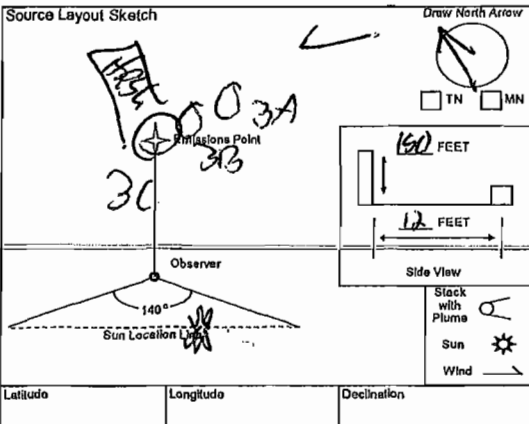 Source Layout Sketch
Draw North Arrow
TN MN
3A
Emissions Point
3B
3C
150 FEET
12 FEET
Side View
Observer
140°
Sun Location Line
Stack
with
Plume
Sun
Wind
Latitude
Longitude
Declination